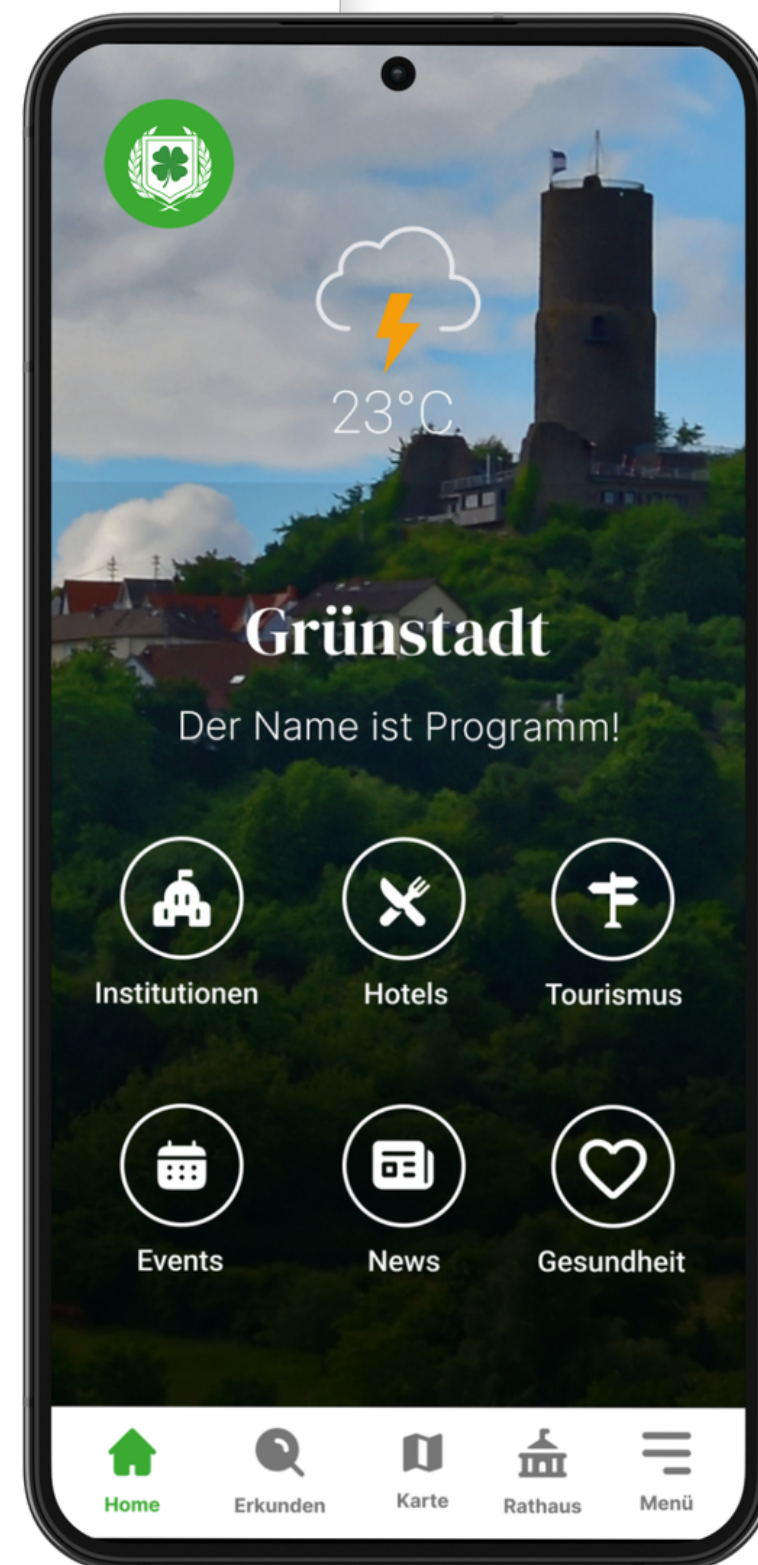 23°C
Grünstadt
Der Name ist Programm!
Institutionen Hotels Tourismus
Events News Gesundheit
Home Erkunden Karte Rathaus Menü